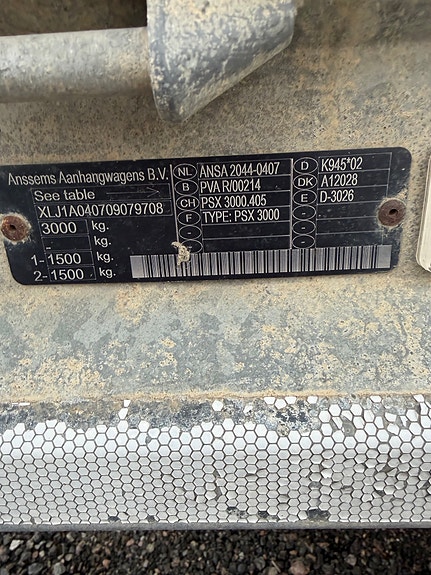 Anssems Aanhangwagens B.V.
See table
XLJ1A040709079708
3000 kg.
- kg.
1- 1500 kg.
2- 1500 kg.
NL ANSA 2044-0407
B PVA R/00214
CH PSX 3000.405
F TYPE: PSX 3000
-
-
D K945*02
DK A12028
E D-3026
-
-
-